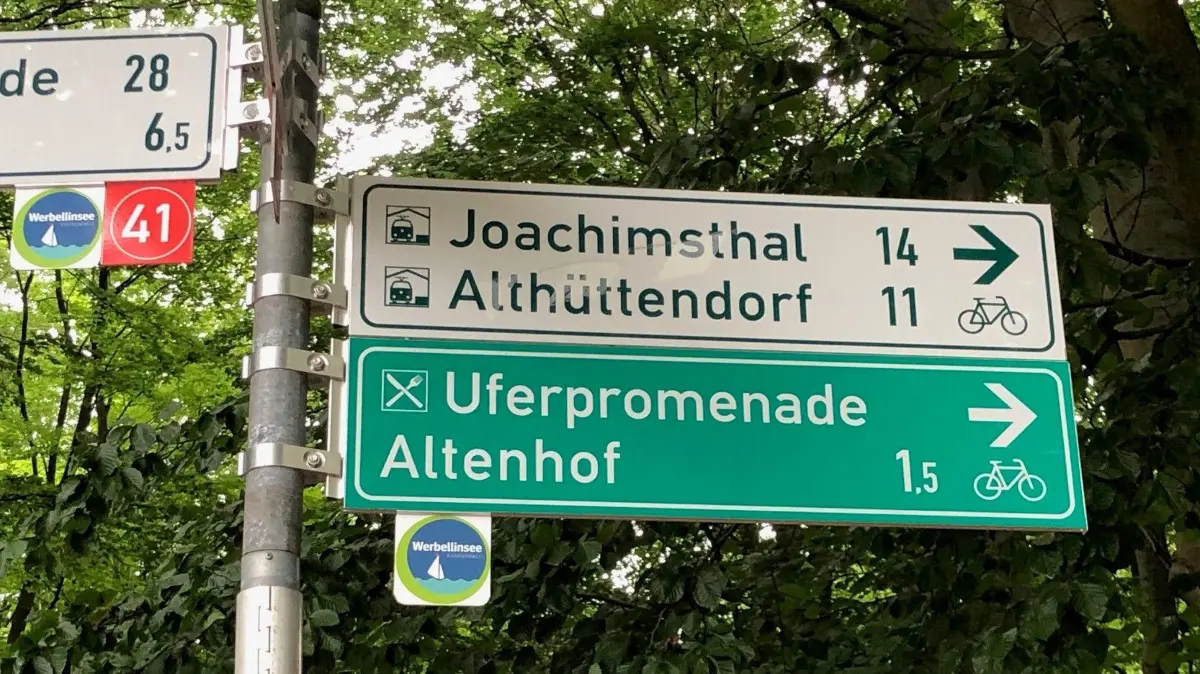 de 28
6,5
Werbellinsee
41
Joachimsthal 14
Althüttendorf 11
Uferpromenade
Altenhof 1,5
Werbellinsee